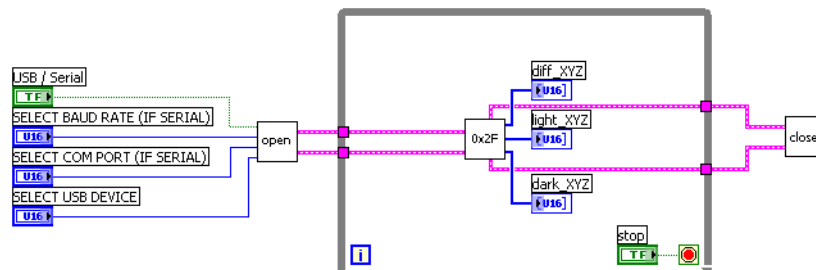 USB / Serial
TF
SELECT BAUD RATE (IF SERIAL)
U16
SELECT COM PORT (IF SERIAL)
U16
SELECT USB DEVICE
U16
open
diff_XYZ
U16]
light_XYZ
U16]
0x2F
dark_XYZ
U16]
close
stop
TF
i